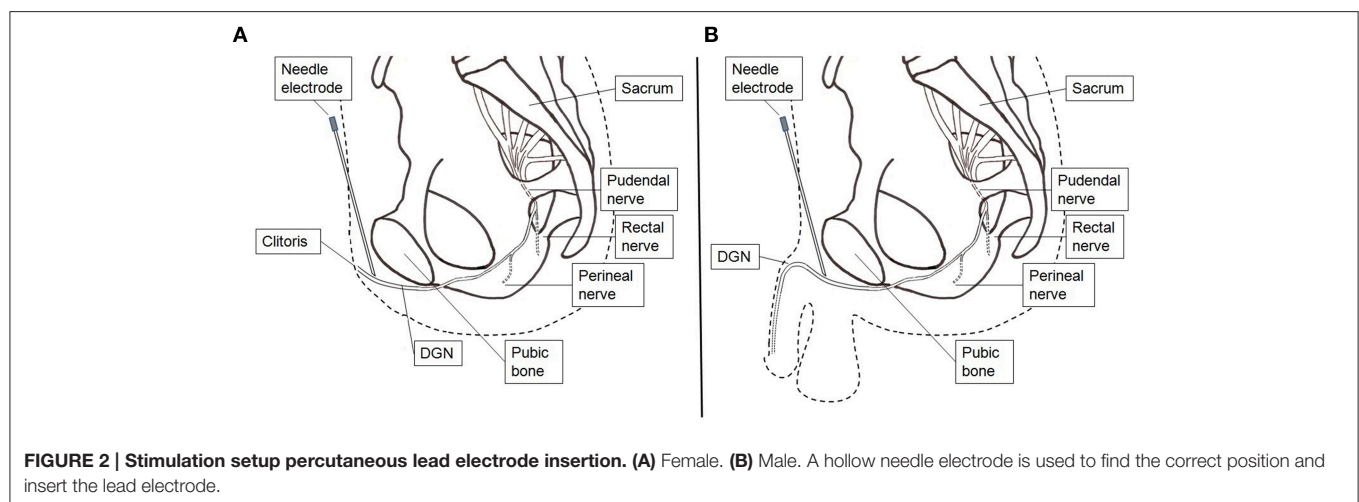 A
Needle
electrode
Sacrum
Pudendal
nerve
Rectal
nerve
Clitoris
Perineal
nerve
DGN
Pubic
bone
B
Needle
electrode
Sacrum
Pudendal
nerve
Rectal
nerve
DGN
Perineal
nerve
Pubic
bone
FIGURE 2 | Stimulation setup percutaneous lead electrode insertion. (A) Female. (B) Male. A hollow needle electrode is used to find the correct position and
insert the lead electrode.